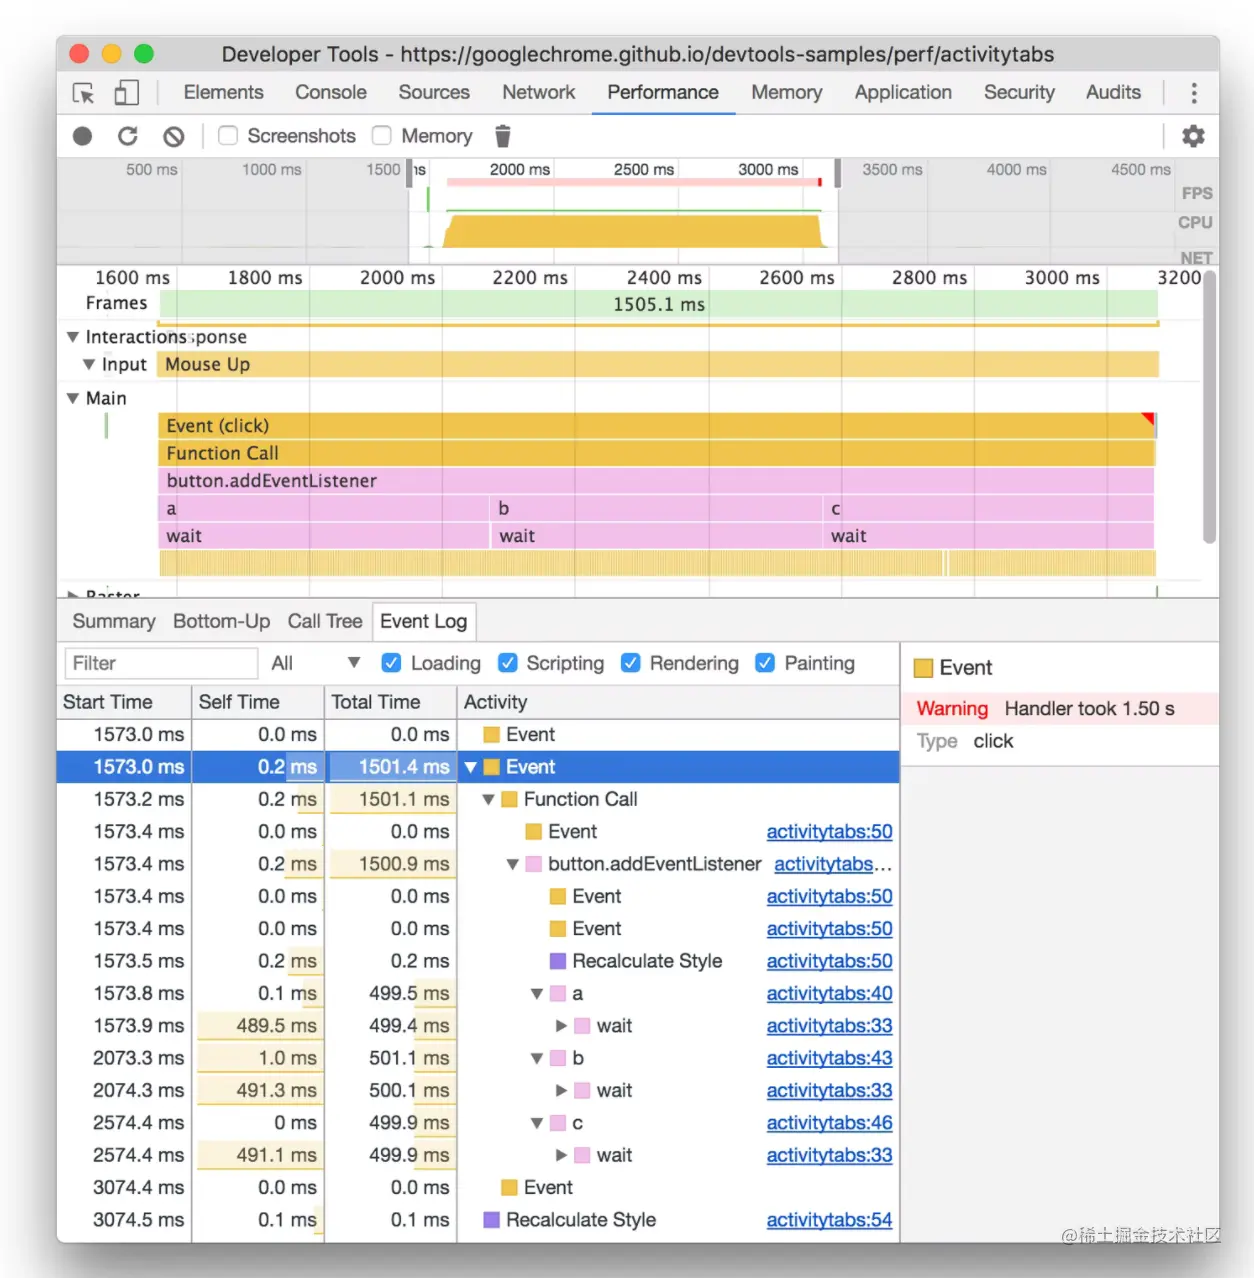 Developer Tools - https://googlechrome.github.io/devtools-samples/perf/activitytabs
Elements Console Sources Network Performance Memory Application Security Audits
Screenshots Memory
500 ms 1000 ms 1500 ms 2000 ms 2500 ms 3000 ms 3500 ms 4000 ms 4500 ms
FPS
CPU
NET
1600 ms 1800 ms 2000 ms 2200 ms 2400 ms 2600 ms 2800 ms 3000 ms 3200
Frames 1505.1 ms
Interactions ponse
Input Mouse Up
Main
Event (click)
Function Call
button.addEventListener
a b c
wait wait wait
Raster
Summary Bottom-Up Call Tree Event Log
Filter All Loading Scripting Rendering Painting
Start Time Self Time Total Time Activity
1573.0 ms 0.0 ms 0.0 ms Event
1573.0 ms 0.2 ms 1501.4 ms Event
1573.2 ms 0.2 ms 1501.1 ms Function Call
1573.4 ms 0.0 ms 0.0 ms Event activitytabs:50
1573.4 ms 0.2 ms 1500.9 ms button.addEventListener activitytabs…
1573.4 ms 0.0 ms 0.0 ms Event activitytabs:50
1573.4 ms 0.0 ms 0.0 ms Event activitytabs:50
1573.5 ms 0.2 ms 0.2 ms Recalculate Style activitytabs:50
1573.8 ms 0.1 ms 499.5 ms a activitytabs:40
1573.9 ms 489.5 ms 499.4 ms wait activitytabs:33
2073.3 ms 1.0 ms 501.1 ms b activitytabs:43
2074.3 ms 491.3 ms 500.1 ms wait activitytabs:33
2574.4 ms 0 ms 499.9 ms c activitytabs:46
2574.4 ms 491.1 ms 499.9 ms wait activitytabs:33
3074.4 ms 0.0 ms 0.0 ms Event
3074.5 ms 0.1 ms 0.1 ms Recalculate Style activitytabs:54
Event
Warning Handler took 1.50 s
Type click
@稀土掘金技术社区